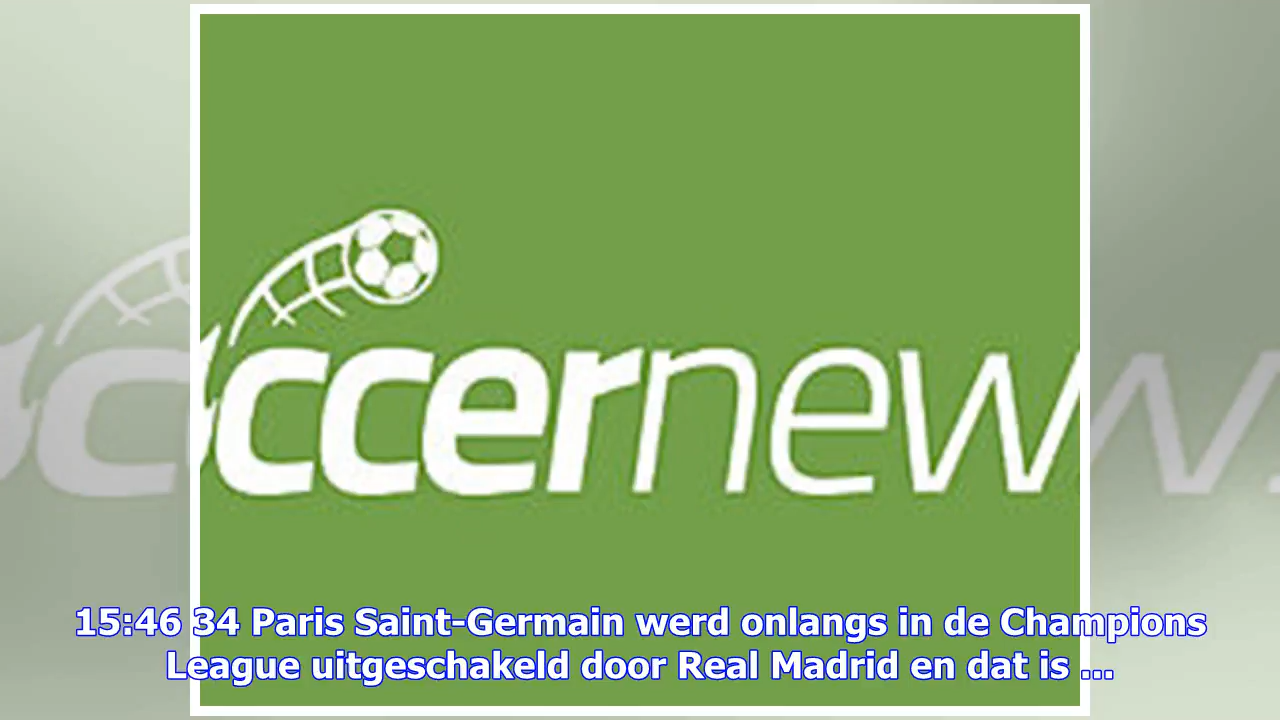 occernew
15:46 34 Paris Saint-Germain werd onlangs in de Champions
League uitgeschakeld door Real Madrid en dat is ...